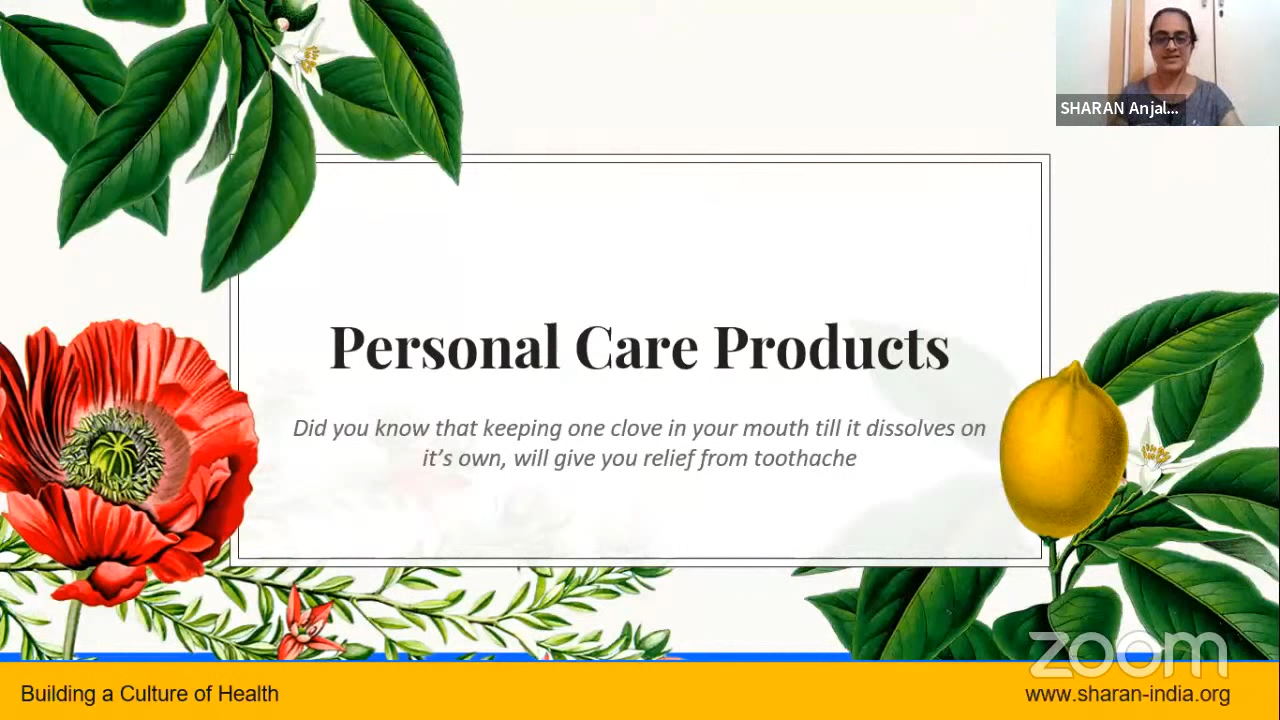 SHARAN Anjal...
Personal Care Products
Did you know that keeping one clove in your mouth till it dissolves on
it’s own, will give you relief from toothache
zoom
Building a Culture of Health
www.sharan-india.org